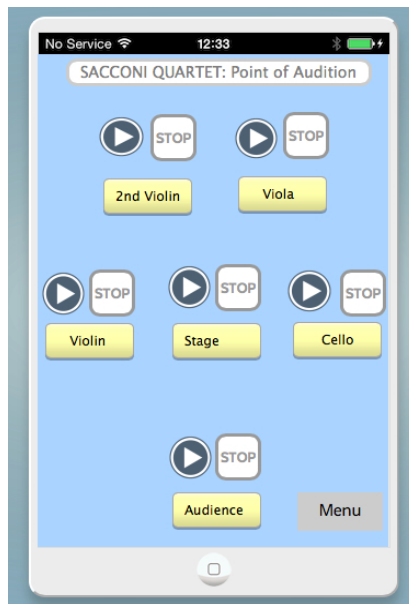 No Service 12:33
SACCONI QUARTET: Point of Audition
STOP STOP
2nd Violin Viola
STOP STOP STOP
Violin Stage Cello
STOP
Audience Menu